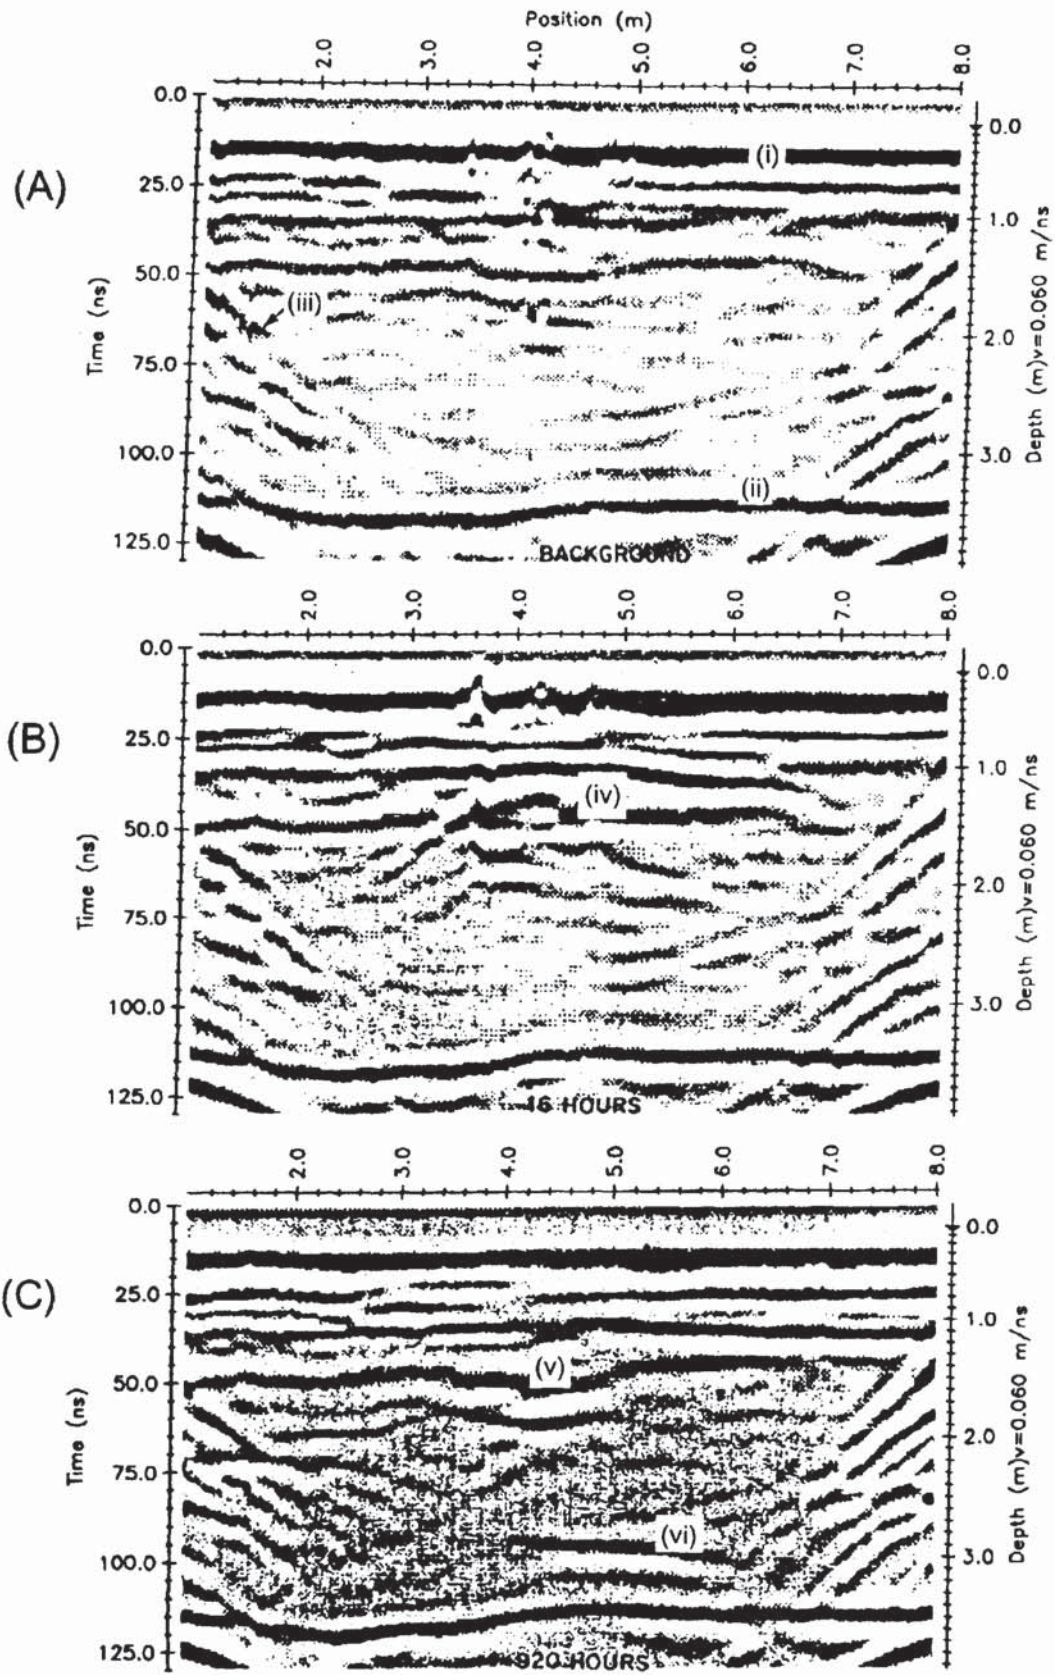 Position (m)
2.0 3.0 4.0 5.0 6.0 7.0 8.0
(A)
Time (ns)
0.0
25.0
50.0
75.0
100.0
125.0
(i)
(iii)
(ii)
BACKGROUND
0.0
1.0
2.0
3.0
Depth (m)v=0.060 m/ns
2.0 3.0 4.0 5.0 6.0 7.0 8.0
(B)
Time (ns)
0.0
25.0
50.0
75.0
100.0
125.0
(iv)
16 HOURS
0.0
1.0
2.0
3.0
Depth (m)v=0.060 m/ns
2.0 3.0 4.0 5.0 6.0 7.0 8.0
(C)
Time (ns)
0.0
25.0
50.0
75.0
100.0
125.0
(v)
(vi)
920 HOURS
0.0
1.0
2.0
3.0
Depth (m)v=0.060 m/ns